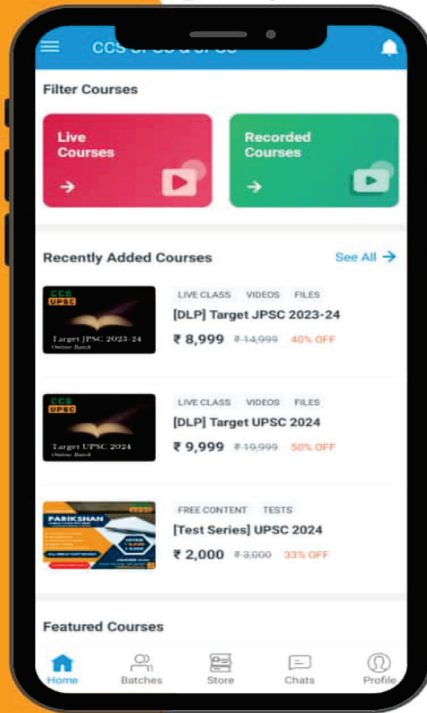 Filter Courses
Live
Courses
Recorded
Courses
Recently Added Courses
See All
CCS
UPSC
Target JPSC 2023-24
Online Batch
LIVE CLASS VIDEOS FILES
[DLP] Target JPSC 2023-24
₹ 8,999 ₹ 14,999 40% OFF
CCS
UPSC
Target UPSC 2024
Online Batch
LIVE CLASS VIDEOS FILES
[DLP] Target UPSC 2024
₹ 9,999 ₹ 19,999 50% OFF
PARIKSHAN
FREE CONTENT TESTS
[Test Series] UPSC 2024
₹ 2,000 ₹ 3,000 33% OFF
Featured Courses
Home Batches Store Chats Profile